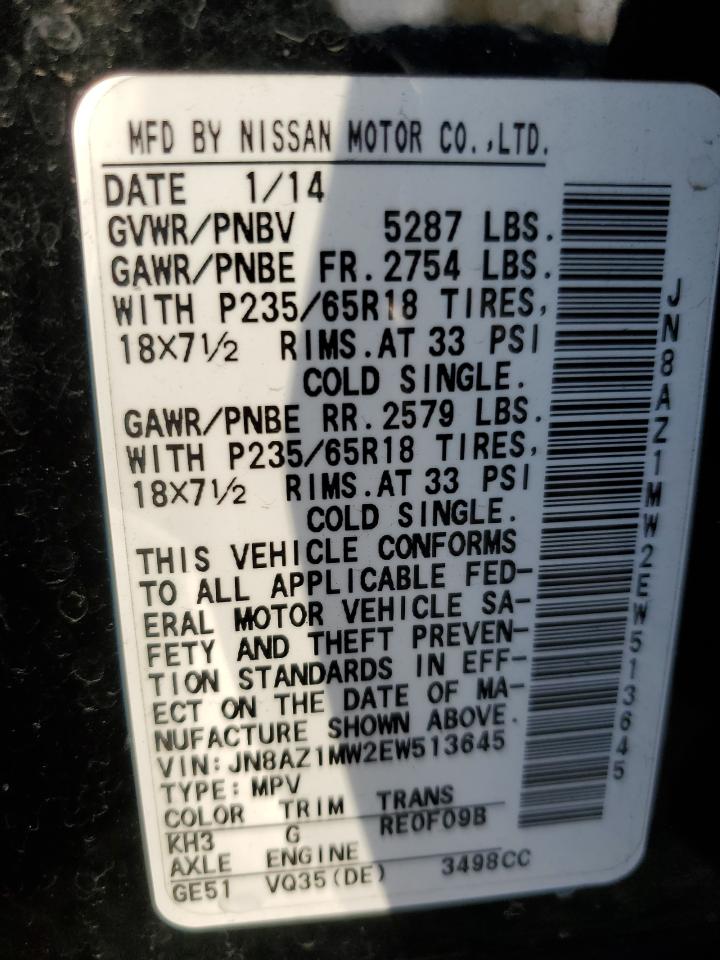 MFD BY NISSAN MOTOR CO.,LTD.
DATE 1/14
GVWR/PNBV 5287 LBS.
GAWR/PNBE FR. 2754 LBS.
WITH P235/65R18 TIRES,
18X7½ RIMS. AT 33 PSI
COLD SINGLE.
GAWR/PNBE RR. 2579 LBS.
WITH P235/65R18 TIRES,
18X7½ RIMS. AT 33 PSI
COLD SINGLE.
THIS VEHICLE CONFORMS
TO ALL APPLICABLE FED-
ERAL MOTOR VEHICLE SA-
FETY AND THEFT PREVEN-
TION STANDARDS IN EFF-
ECT ON THE DATE OF MA-
NUFACTURE SHOWN ABOVE.
VIN: JN8AZ1MW2EW513645
TYPE: MPV
COLOR TRIM TRANS
KH3 G RE0F09B
AXLE ENGINE
GE51 VQ35(DE) 3498CC
JN8AZ1MW2EW513645